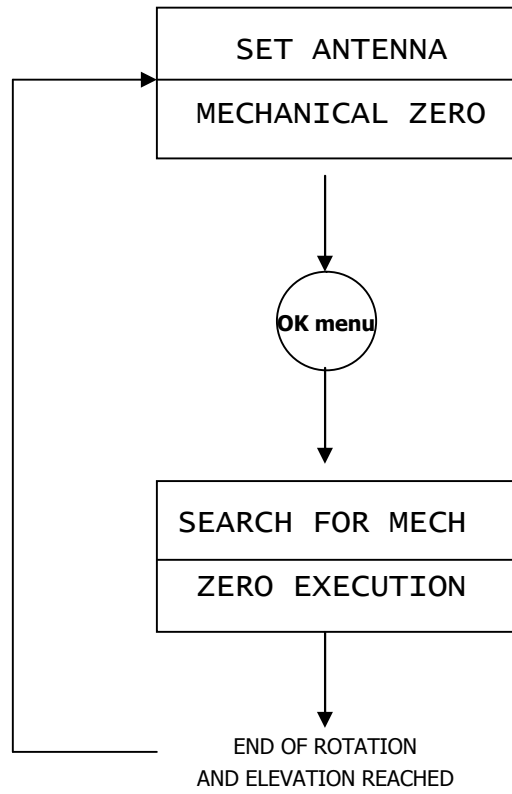 SET ANTENNA
MECHANICAL ZERO
OK menu
SEARCH FOR MECH
ZERO EXECUTION
END OF ROTATION
AND ELEVATION REACHED